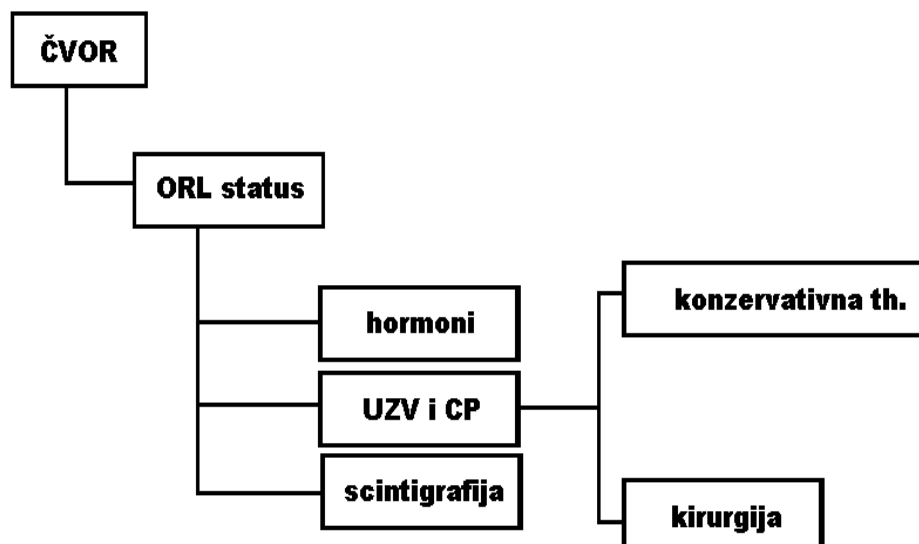 ČVOR
ORL status
hormoni
UZV i CP
scintigrafija
konzervativna th.
kirurgija